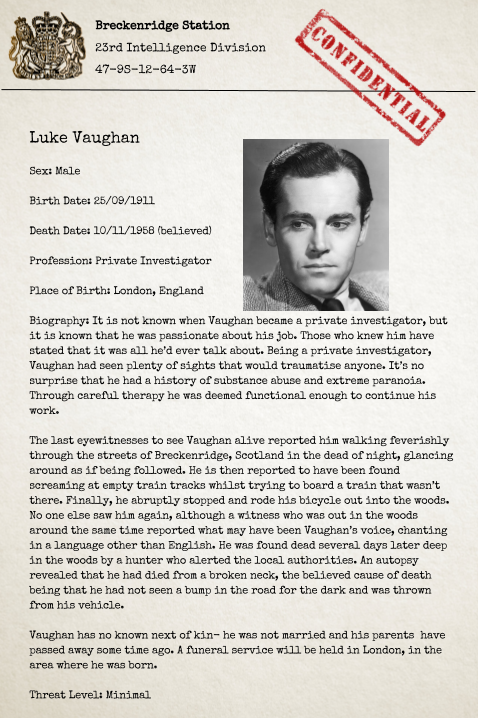 Breckenridge Station
23rd Intelligence Division
47-9S-12-64-3W
CONFIDENTIAL
Luke Vaughan
Sex: Male
Birth Date: 25/09/1911
Death Date: 10/11/1958 (believed)
Profession: Private Investigator
Place of Birth: London, England
Biography: It is not known when Vaughan became a private investigator, but
it is known that he was passionate about his job. Those who knew him have
stated that it was all he'd ever talk about. Being a private investigator,
Vaughan had seen plenty of sights that would traumatise anyone. It's no
surprise that he had a history of substance abuse and extreme paranoia.
Through careful therapy he was deemed functional enough to continue his
work.
The last eyewitnesses to see Vaughan alive reported him walking feverishly
through the streets of Breckenridge, Scotland in the dead of night, glancing
around as if being followed. He is then reported to have been found
screaming at empty train tracks whilst trying to board a train that wasn't
there. Finally, he abruptly stopped and rode his bicycle out into the woods.
No one else saw him again, although a witness who was out in the woods
around the same time reported what may have been Vaughan's voice, chanting
in a language other than English. He was found dead several days later deep
in the woods by a hunter who alerted the local authorities. An autopsy
revealed that he had died from a broken neck, the believed cause of death
being that he had not seen a bump in the road for the dark and was thrown
from his vehicle.
Vaughan has no known next of kin- he was not married and his parents have
passed away some time ago. A funeral service will be held in London, in the
area where he was born.
Threat Level: Minimal